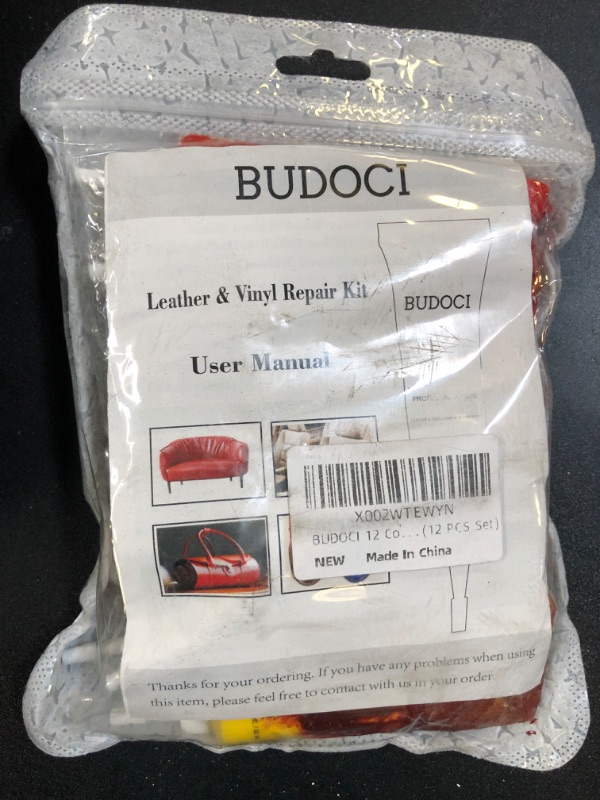 BUDOCI
Leather & Vinyl Repair Kit
BUDOCI
User Manual
X002WTEWYN
BUDOCI 12 Co...(12 PCS Set)
NEW Made In China
Thanks for your ordering. If you have any problems when using
this item, please feel free to contact with us in your order